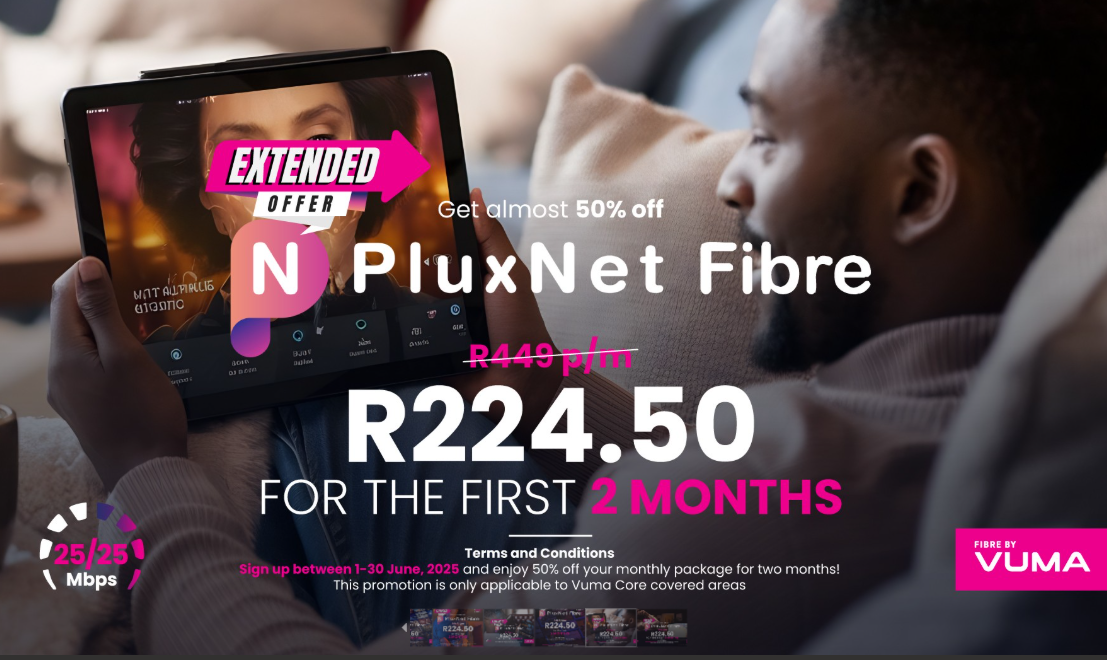 EXTENDED
OFFER
Get almost 50% off
N PluxNet Fibre
R449 p/m
R224.50
FOR THE FIRST 2 MONTHS
25/25
Mbps
Terms and Conditions
Sign up between 1-30 June, 2025 and enjoy 50% off your monthly package for two months!
This promotion is only applicable to Vuma Core covered areas
FIBRE BY
VUMA